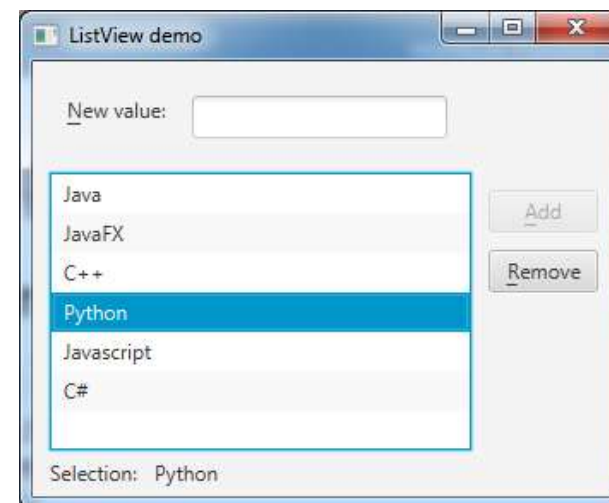 ListView demo
New value:
Java
JavaFX
C++
Python
Javascript
C#
Add
Remove
Selection: Python